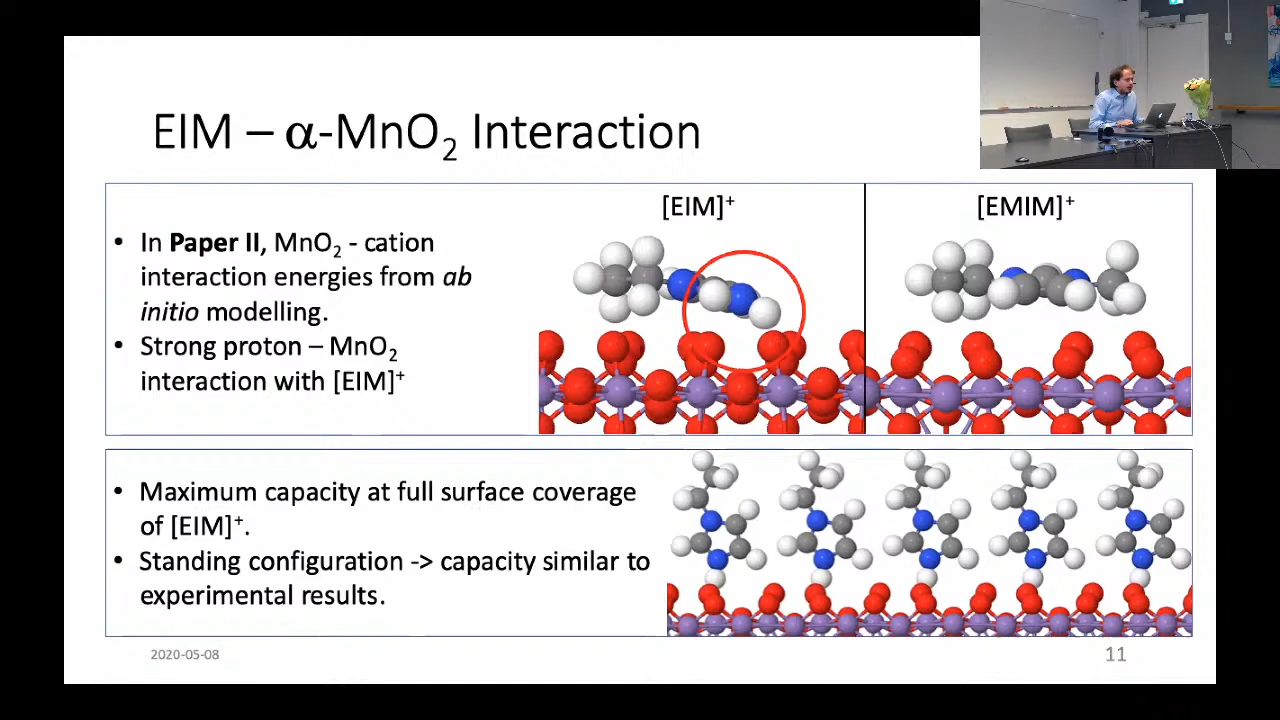 EIM – α-MnO₂ Interaction
• In Paper II, MnO₂ - cation
interaction energies from ab
initio modelling.
• Strong proton – MnO₂
interaction with [EIM]⁺
[EIM]⁺
[EMIM]⁺
• Maximum capacity at full surface coverage
of [EIM]⁺.
• Standing configuration -> capacity similar to
experimental results.
2020-05-08
11